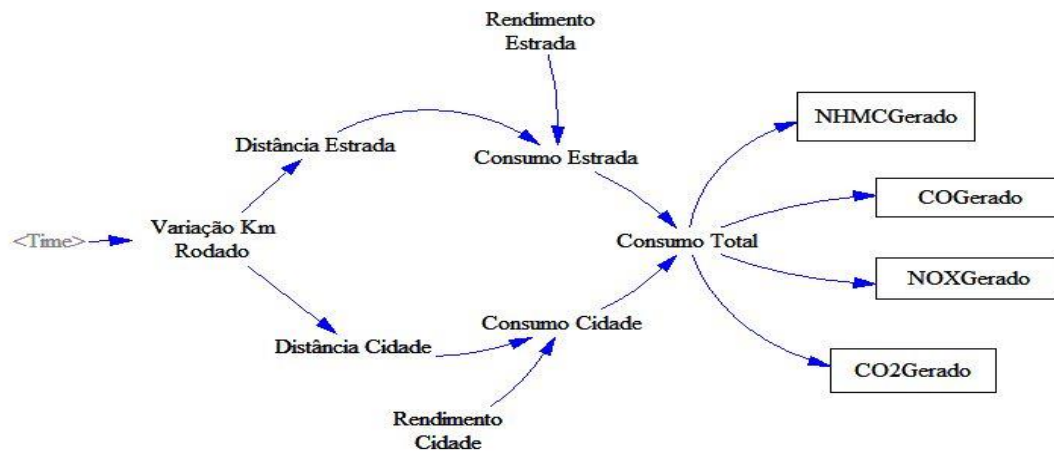 Rendimento
Estrada
NHMCGerado
Distância Estrada
Consumo Estrada
COGerado
<Time>
Variação Km
Rodado
Consumo Total
NOXGerado
Distância Cidade
Consumo Cidade
CO2Gerado
Rendimento
Cidade